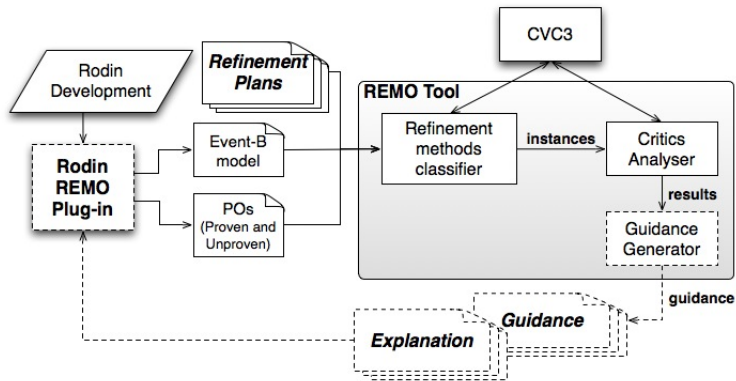 Rodin
Development
Rodin
REMO
Plug-in
Refinement
Plans
Event-B
model
POs
(Proven and
Unproven)
CVC3
REMO Tool
Refinement
methods
classifier
instances
Critics
Analyser
results
Guidance
Generator
guidance
Guidance
Explanation